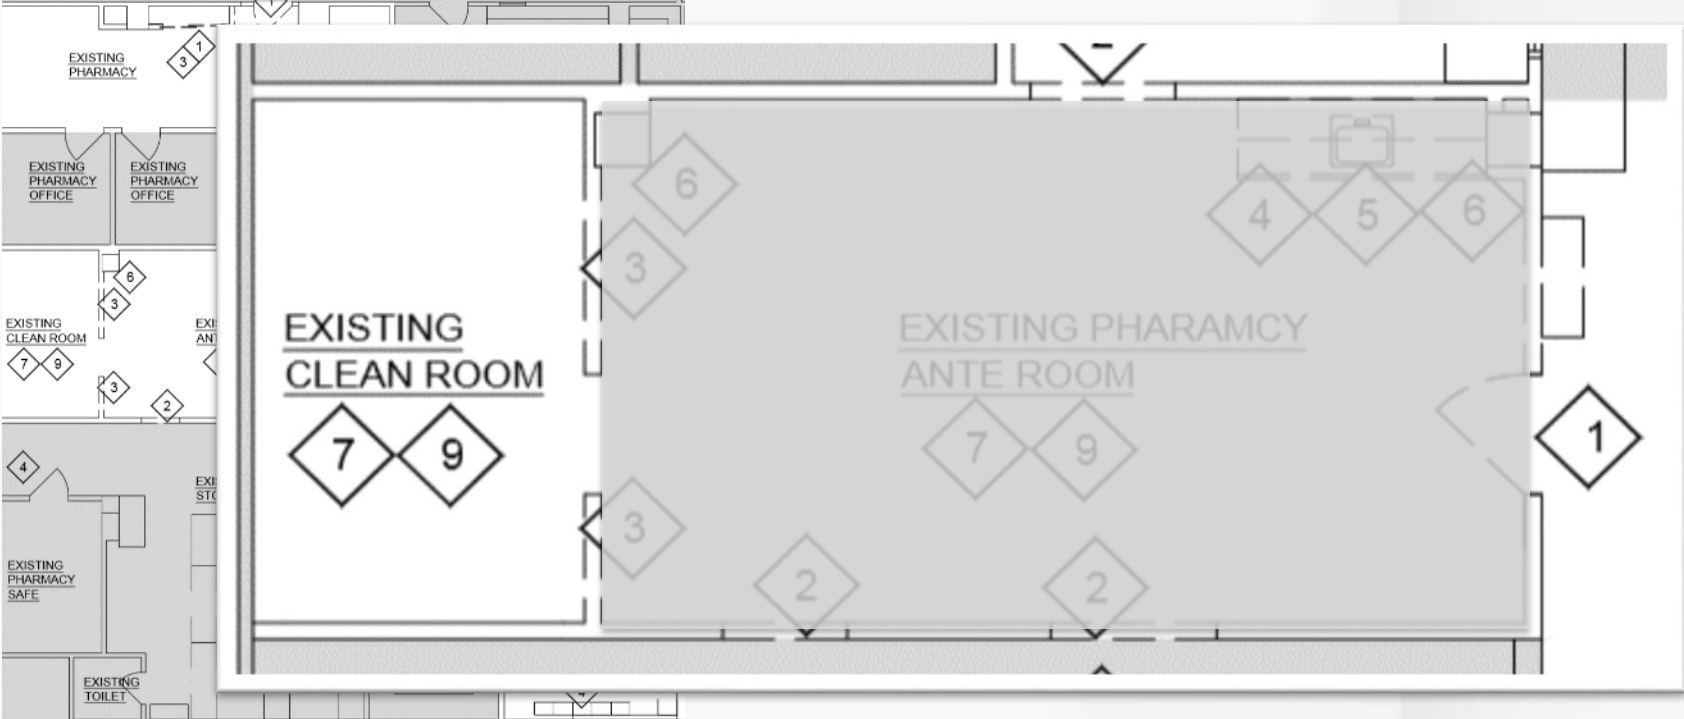 EXISTING
PHARMACY
1
3
EXISTING
PHARMACY
OFFICE
EXISTING
PHARMACY
OFFICE
6
3
EXISTING
CLEAN ROOM
7 9
3
2
4
EXISTING
PHARMACY
SAFE
EXISTING
TOILET
6
3
4 5 6
EXISTING
CLEAN ROOM
7 9
EXISTING PHARAMCY
ANTE ROOM
7 9
1
3
2
2